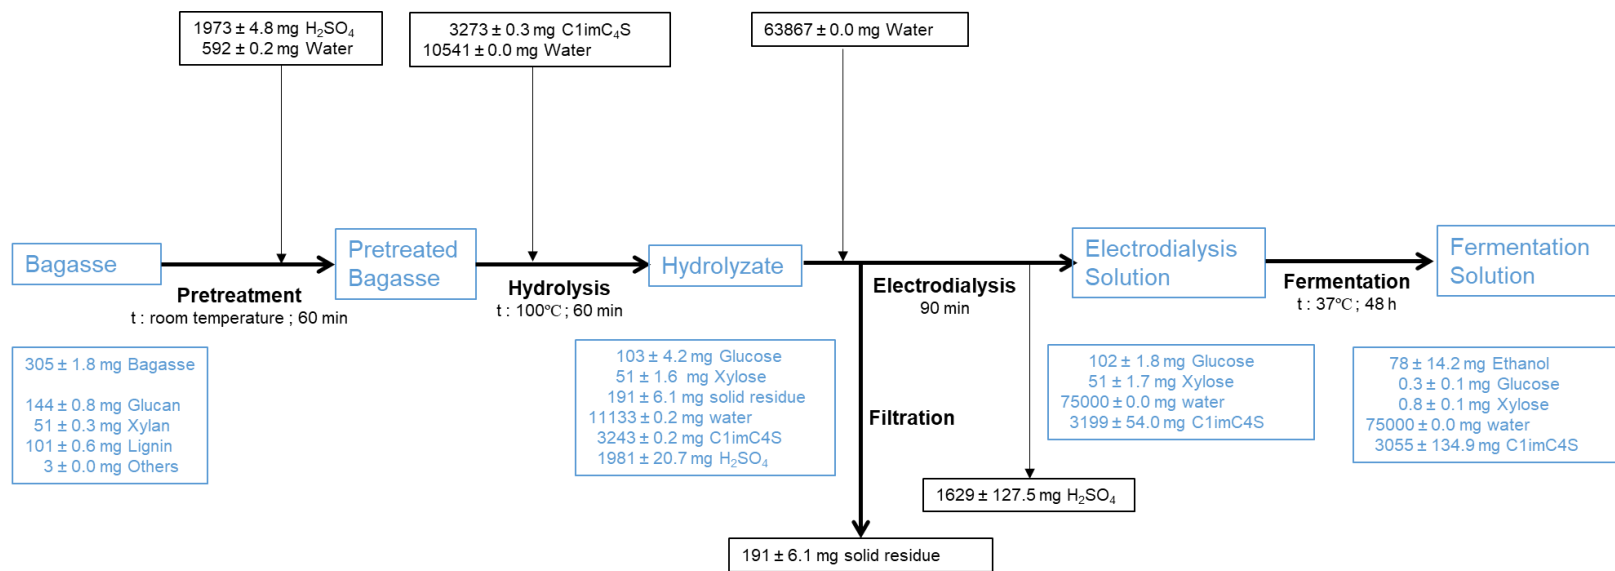 1973 ± 4.8 mg H₂SO₄
592 ± 0.2 mg Water
3273 ± 0.3 mg C1imC₄S
10541 ± 0.0 mg Water
63867 ± 0.0 mg Water
Bagasse
Pretreatment
t : room temperature ; 60 min
Pretreated
Bagasse
Hydrolysis
t : 100℃ ; 60 min
Hydrolyzate
Electrodialysis
90 min
Electrodialysis
Solution
Fermentation
t : 37℃ ; 48 h
Fermentation
Solution
305 ± 1.8 mg Bagasse
144 ± 0.8 mg Glucan
51 ± 0.3 mg Xylan
101 ± 0.6 mg Lignin
3 ± 0.0 mg Others
103 ± 4.2 mg Glucose
51 ± 1.6 mg Xylose
191 ± 6.1 mg solid residue
11133 ± 0.2 mg water
3243 ± 0.2 mg C1imC4S
1981 ± 20.7 mg H₂SO₄
Filtration
102 ± 1.8 mg Glucose
51 ± 1.7 mg Xylose
75000 ± 0.0 mg water
3199 ± 54.0 mg C1imC4S
78 ± 14.2 mg Ethanol
0.3 ± 0.1 mg Glucose
0.8 ± 0.1 mg Xylose
75000 ± 0.0 mg water
3055 ± 134.9 mg C1imC4S
1629 ± 127.5 mg H₂SO₄
191 ± 6.1 mg solid residue